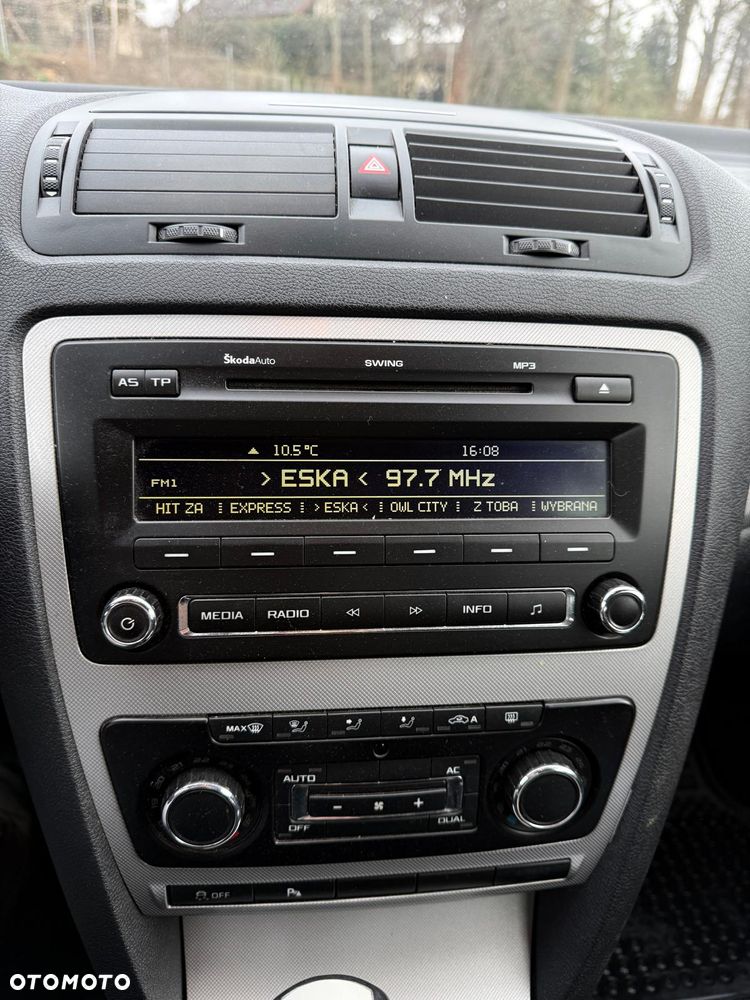 ŠkodaAuto SWING MP3
AS TP
10.5°C 16:08
FM1 > ESKA < 97.7 MHz
HIT ZA EXPRESS >ESKA< OWL CITY Z TOBA WYBRANA
MEDIA RADIO INFO
MAX A
AUTO AC
OFF DUAL
OFF P
OTOMOTO